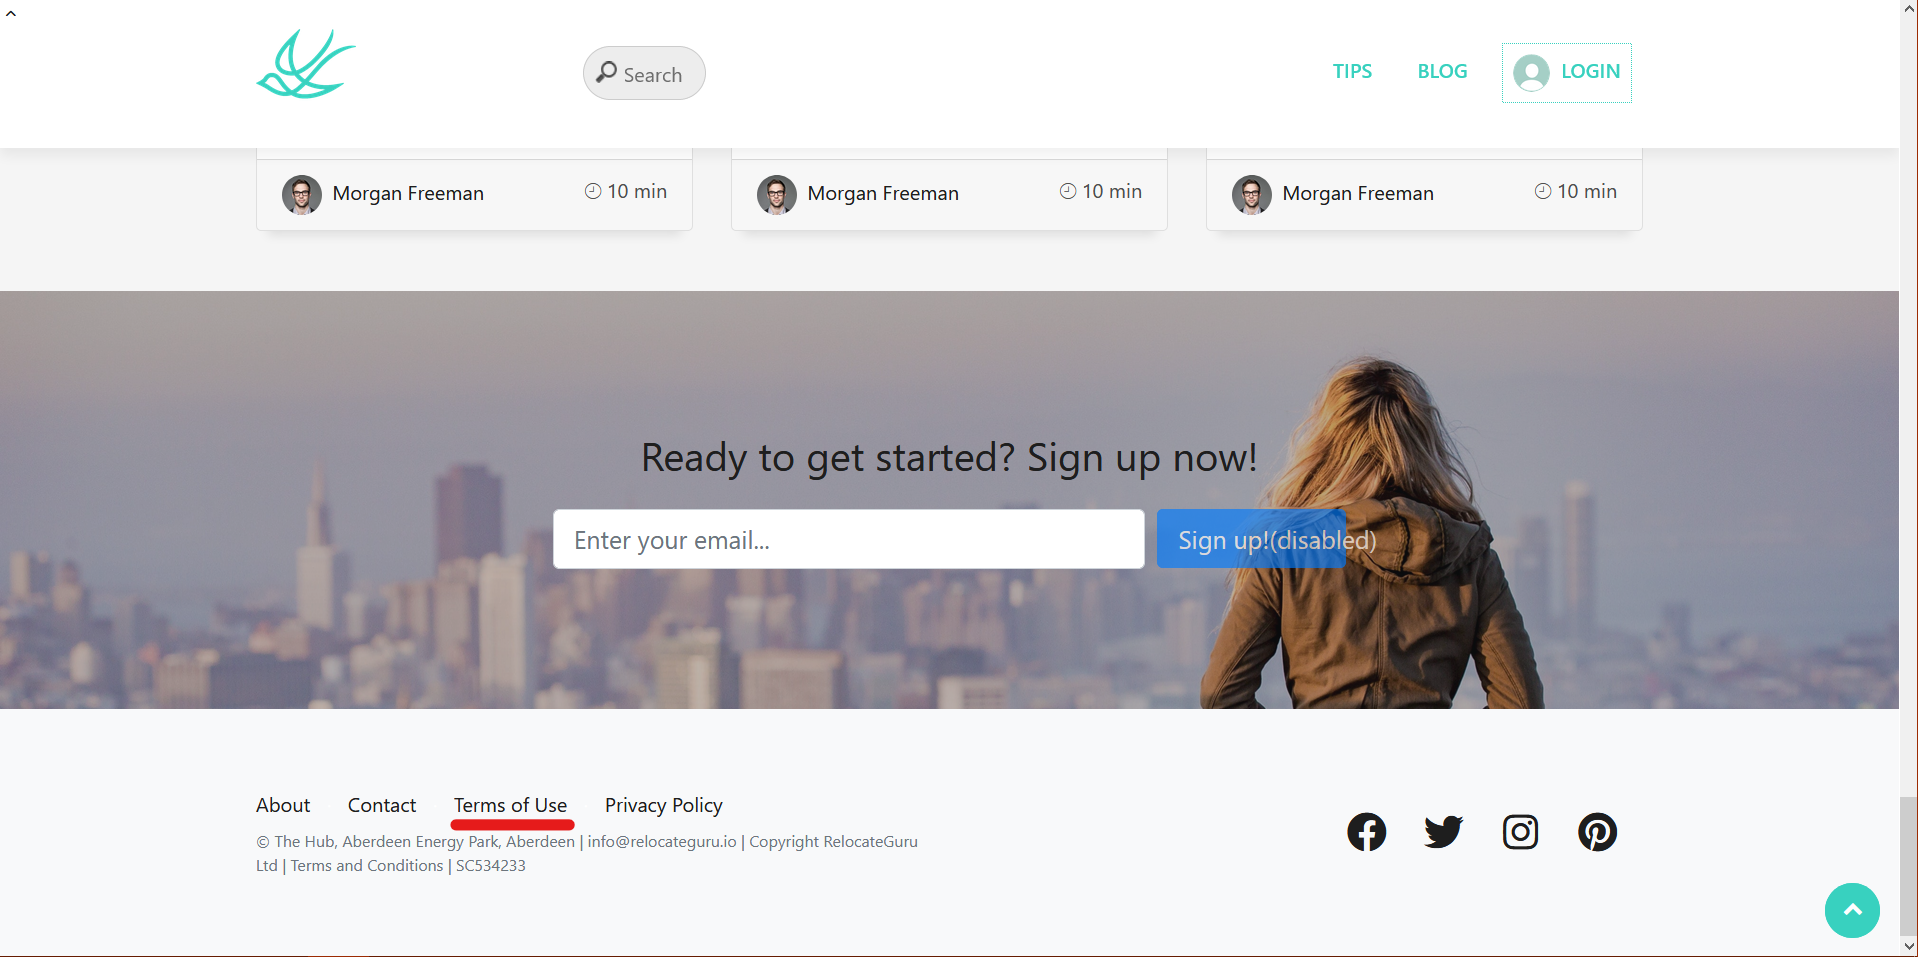 Search
TIPS
BLOG
LOGIN
Morgan Freeman
10 min
Morgan Freeman
10 min
Morgan Freeman
10 min
Ready to get started? Sign up now!
Enter your email...
Sign up!(disabled)
About
Contact
Terms of Use
Privacy Policy
© The Hub, Aberdeen Energy Park, Aberdeen | info@relocateguru.io | Copyright RelocateGuru
Ltd | Terms and Conditions | SC534233